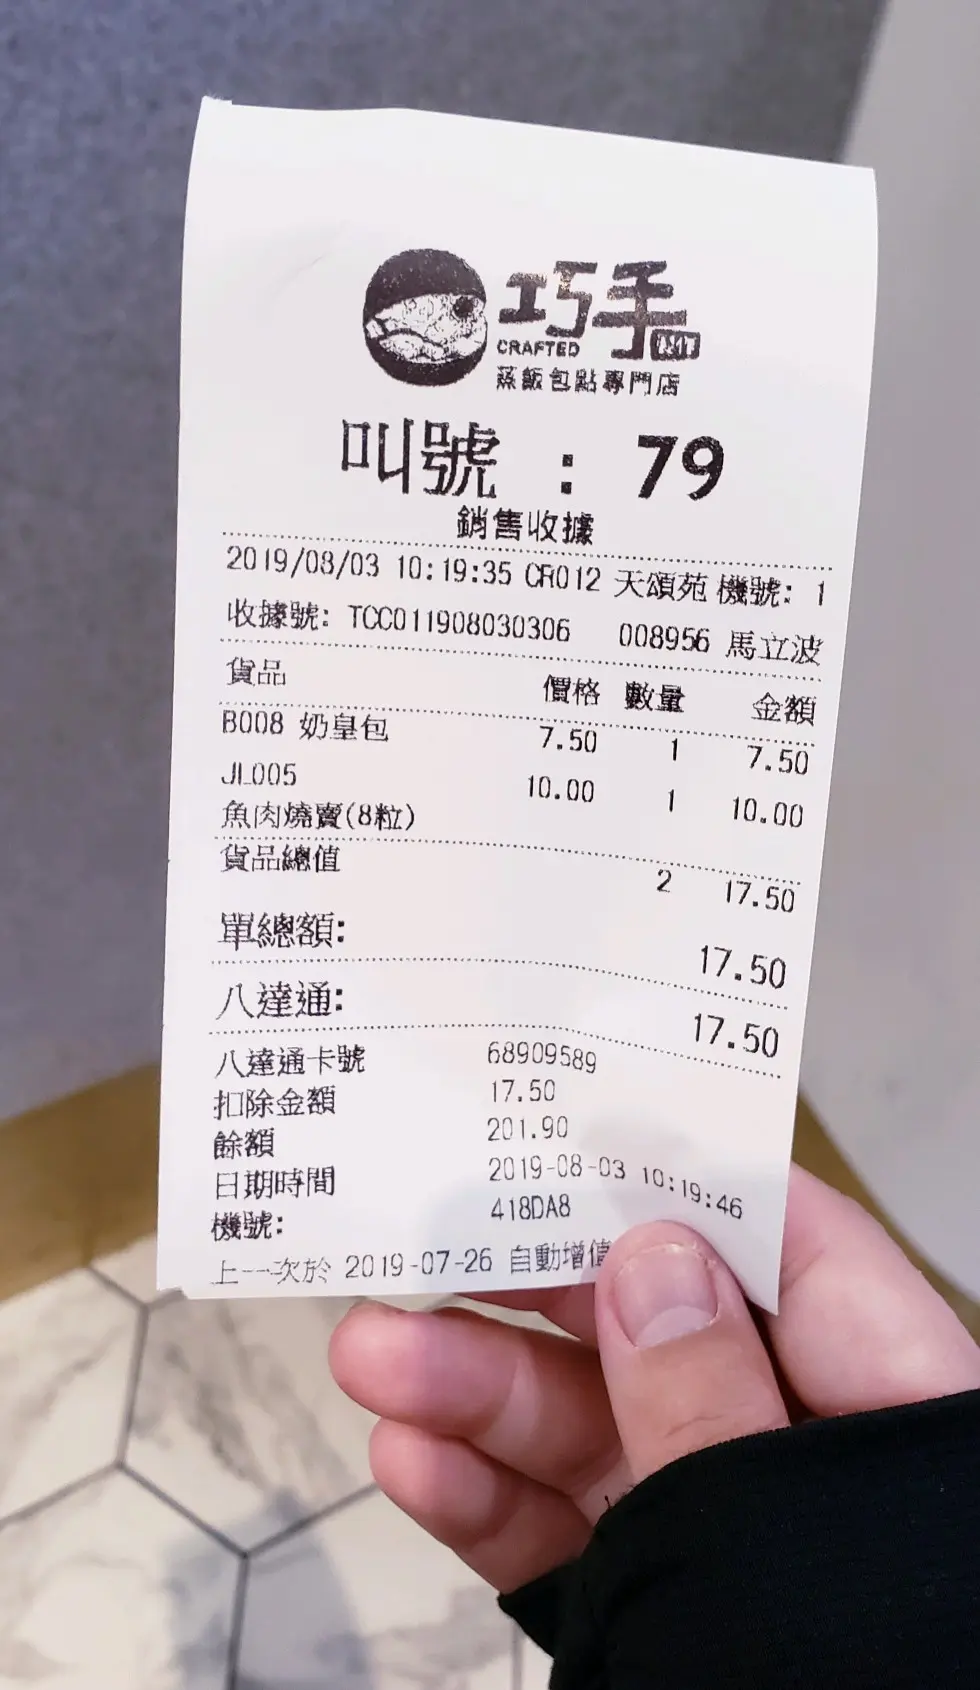 巧手
CRAFTED
蒸飯包點專門店
叫號 : 79
銷售收據
2019/08/03 10:19:35 CR012 天頌苑 機號: 1
收據號: TCC011908030306 008956 馬立波
貨品 價格 數量 金額
B008 奶皇包 7.50 1 7.50
JL005 10.00 1 10.00
魚肉燒賣(8粒)
貨品總值 2 17.50
單總額: 17.50
八達通: 17.50
八達通卡號 68909589
扣除金額 17.50
餘額 201.90
日期時間 2019-08-03 10:19:46
機號: 418DA8
上一次於 2019-07-26 自動增值